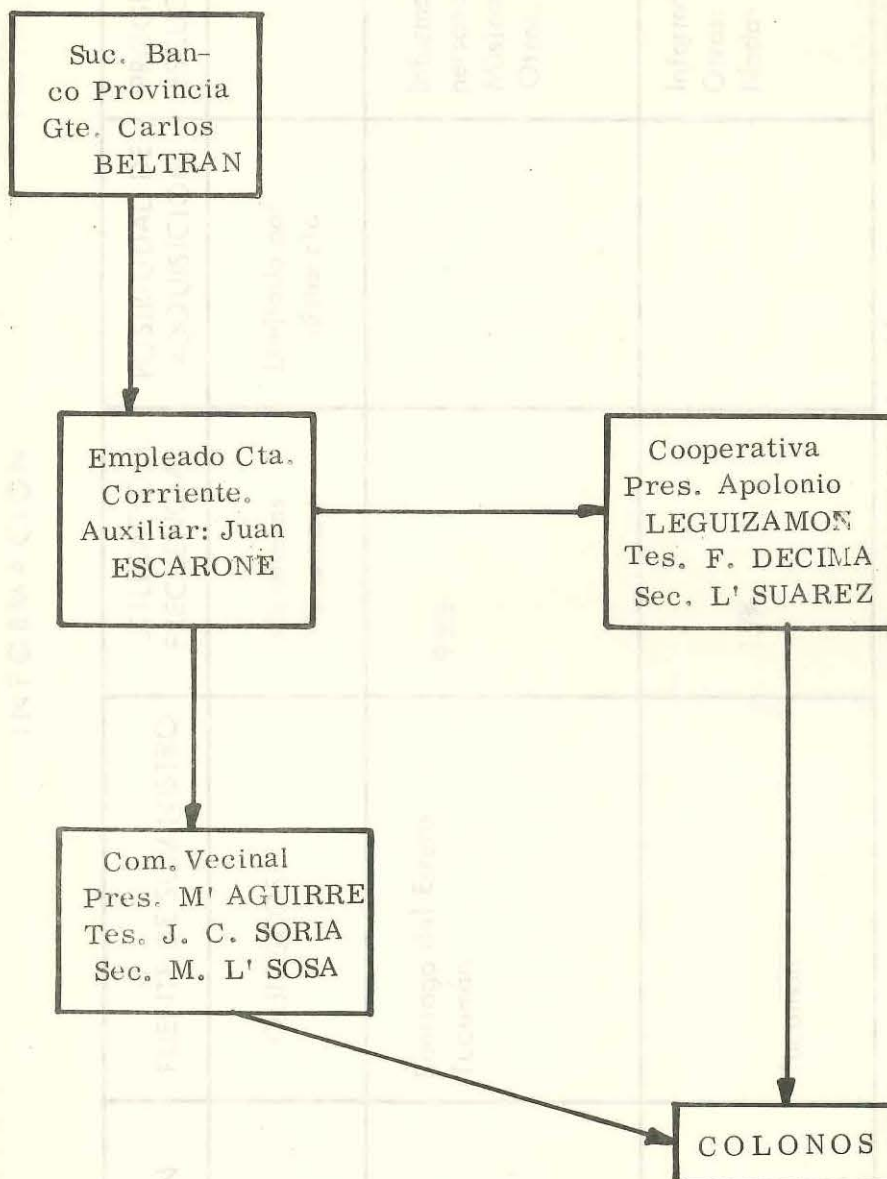 Suc. Ban-
co Provincia
Gte. Carlos
BELTRAN
Empleado Cta.
Corriente.
Auxiliar: Juan
ESCARONE
Cooperativa
Pres. Apolonio
LEGUIZAMON
Tes. F. DECIMA
Sec. L' SUAREZ
Com. Vecinal
Pres. M' AGUIRRE
Tes. J. C. SORIA
Sec. M. L' SOSA
COLONOS